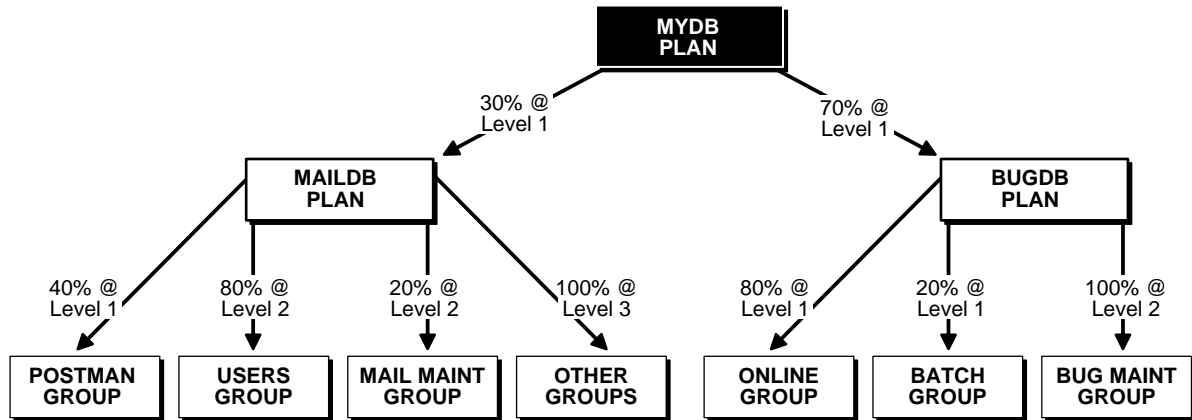 MYDB
PLAN
30% @
Level 1
70% @
Level 1
MAILDB
PLAN
BUGDB
PLAN
40% @
Level 1
80% @
Level 2
20% @
Level 2
100% @
Level 3
80% @
Level 1
20% @
Level 1
100% @
Level 2
POSTMAN
GROUP
USERS
GROUP
MAIL MAINT
GROUP
OTHER
GROUPS
ONLINE
GROUP
BATCH
GROUP
BUG MAINT
GROUP